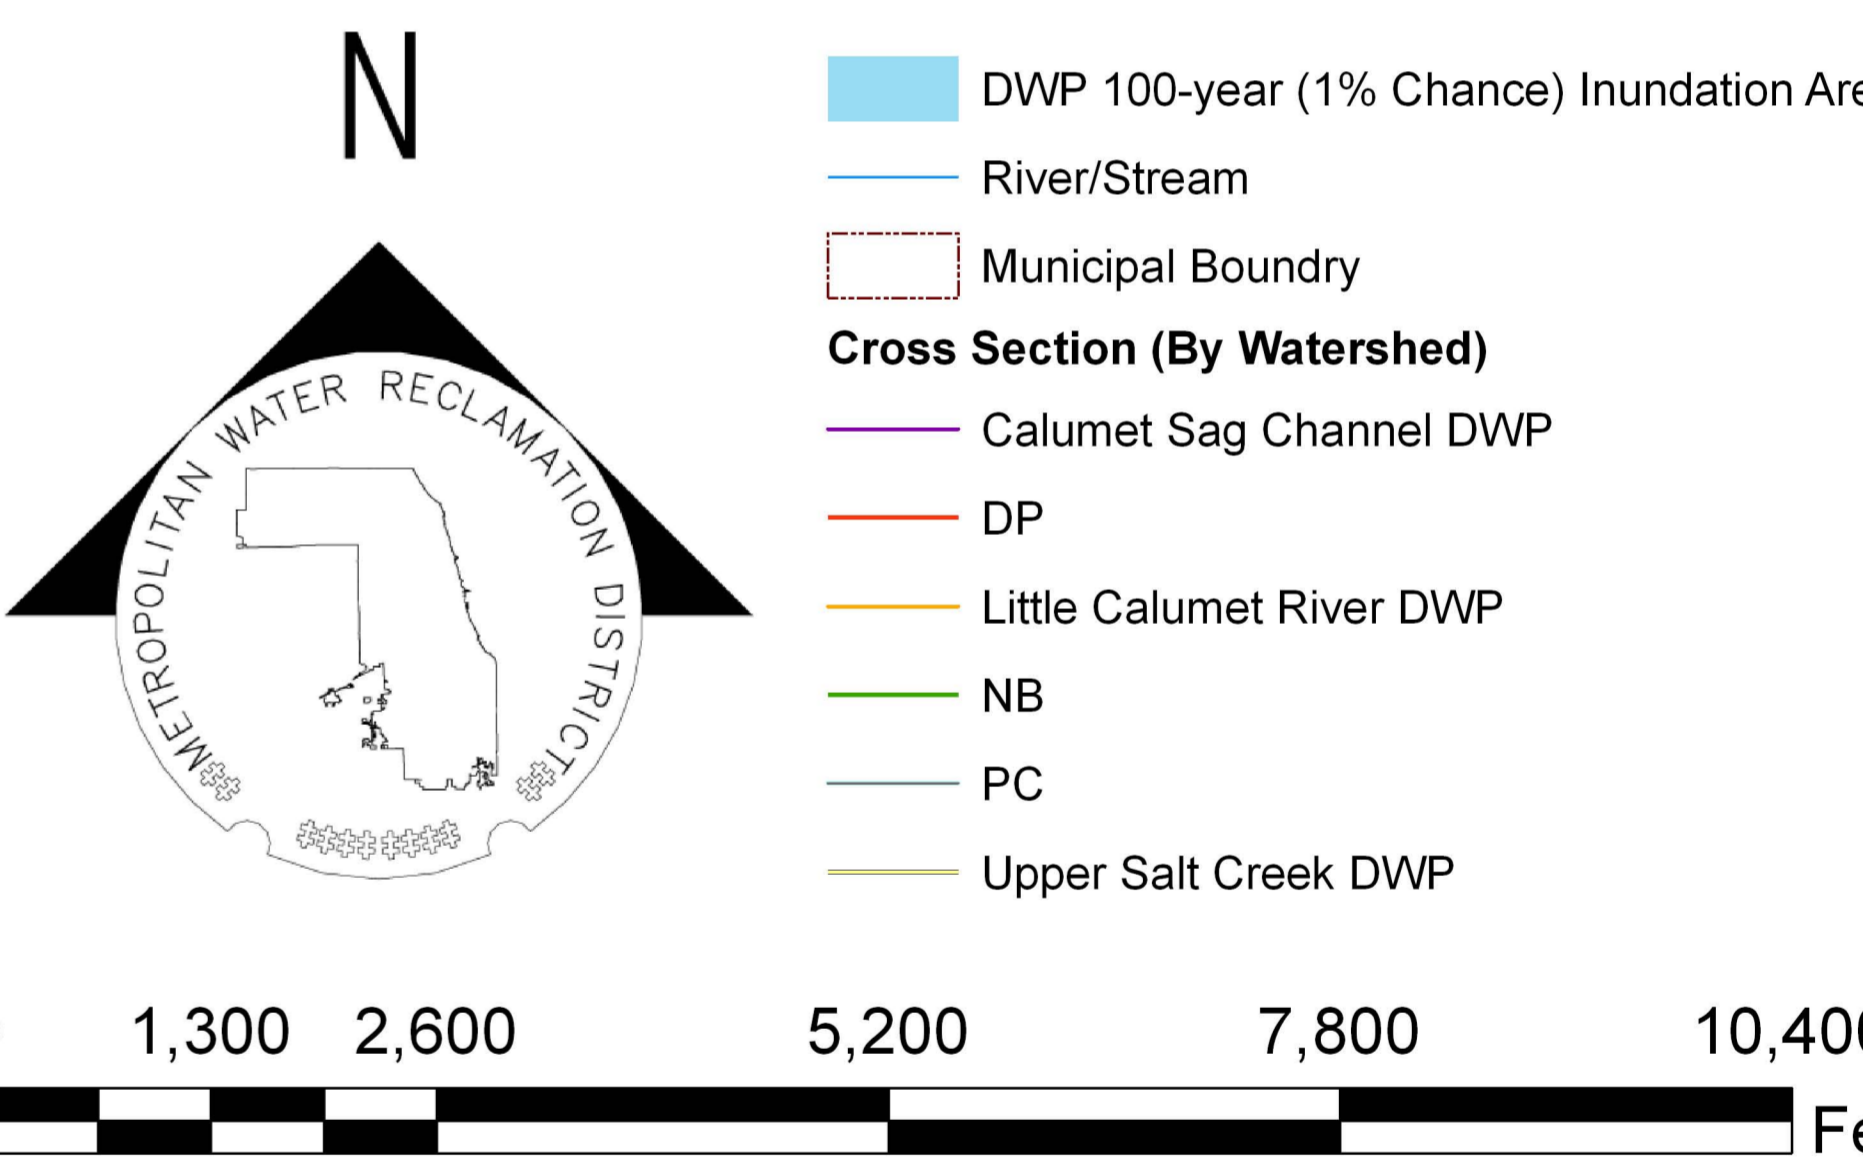 N
METROPOLITAN WATER RECLAMATION DISTRICT
DWP 100-year (1% Chance) Inundation Are
River/Stream
Municipal Boundry
Cross Section (By Watershed)
Calumet Sag Channel DWP
DP
Little Calumet River DWP
NB
PC
Upper Salt Creek DWP
1,300 2,600 5,200 7,800 10,400
Fe